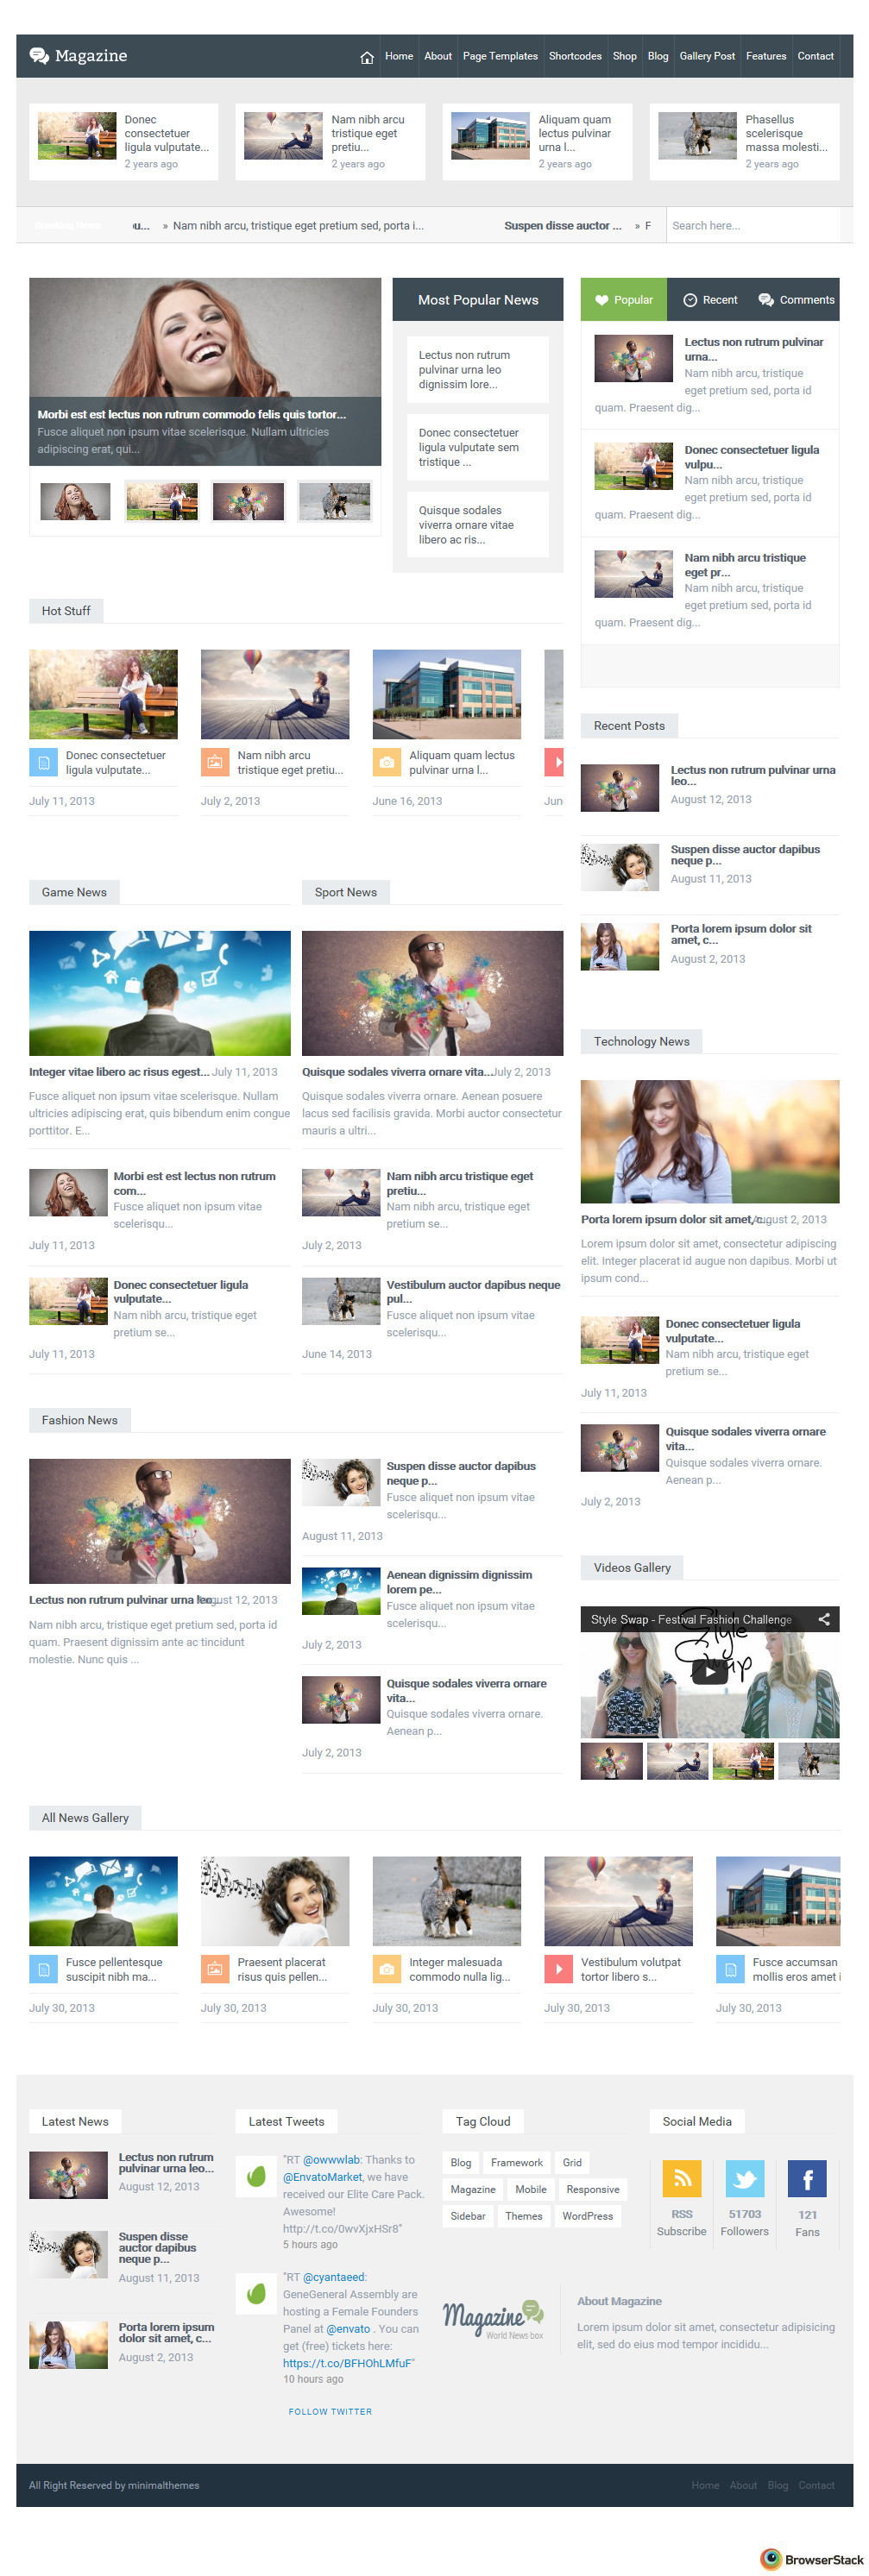 Magazine
Home
About
Page Templates
Shortcodes
Shop
Blog
Gallery Post
Features
Contact
Donec
consectetuer
ligula vulputate...
2 years ago
Nam nibh arcu
tristique eget
pretiu...
2 years ago
Aliquam quam
lectus pulvinar
urna l...
2 years ago
Phasellus
scelerisque
massa molesti...
2 years ago
u... » Nam nibh arcu, tristique eget pretium sed, porta i...
Suspen disse auctor ... » F
Search here...
Morbi est est lectus non rutrum commodo felis quis tortor...
Fusce aliquet non ipsum vitae scelerisque. Nullam ultricies
adipiscing erat, qui...
Most Popular News
Lectus non rutrum
pulvinar urna leo
dignissim lore...
Donec consectetuer
ligula vulputate sem
tristique ...
Quisque sodales
viverra ornare vitae
libero ac ris...
Popular
Recent
Comments
Lectus non rutrum pulvinar
urna...
Nam nibh arcu, tristique
eget pretium sed, porta id
quam. Praesent dig...
Donec consectetuer ligula
vulpu...
Nam nibh arcu, tristique
eget pretium sed, porta id
quam. Praesent dig...
Nam nibh arcu tristique
eget pr...
Nam nibh arcu, tristique
eget pretium sed, porta id
quam. Praesent dig...
Hot Stuff
Donec consectetuer
ligula vulputate...
July 11, 2013
Nam nibh arcu
tristique eget pretiu...
July 2, 2013
Aliquam quam lectus
pulvinar urna l...
June 16, 2013
Jun
Recent Posts
Lectus non rutrum pulvinar urna
leo...
August 12, 2013
Suspen disse auctor dapibus
neque p...
August 11, 2013
Porta lorem ipsum dolor sit
amet, c...
August 2, 2013
Game News
Integer vitae libero ac risus egest... July 11, 2013
Fusce aliquet non ipsum vitae scelerisque. Nullam
ultricies adipiscing erat, quis bibendum enim congue
porttitor. E...
Morbi est est lectus non rutrum
com...
Fusce aliquet non ipsum vitae
scelerisqu...
July 11, 2013
Donec consectetuer ligula
vulputate...
Nam nibh arcu, tristique eget
pretium se...
July 11, 2013
Sport News
Quisque sodales viverra ornare vita... July 2, 2013
Quisque sodales viverra ornare. Aenean posuere
lacus sed facilisis gravida. Morbi auctor consectetur
mauris a ultri...
Nam nibh arcu tristique eget
pretiu...
Nam nibh arcu, tristique eget
pretium se...
July 2, 2013
Vestibulum auctor dapibus neque
pul...
Fusce aliquet non ipsum vitae
scelerisqu...
June 14, 2013
Technology News
Porta lorem ipsum dolor sit amet, c... August 2, 2013
Lorem ipsum dolor sit amet, consectetur adipiscing
elit. Integer placerat id augue non dapibus. Morbi ut
ipsum cond...
Donec consectetuer ligula
vulputate...
Nam nibh arcu, tristique eget
pretium se...
July 11, 2013
Quisque sodales viverra ornare
vita...
Quisque sodales viverra ornare.
Aenean p...
July 2, 2013
Fashion News
Lectus non rutrum pulvinar urna leo... August 12, 2013
Nam nibh arcu, tristique eget pretium sed, porta id
quam. Praesent dignissim ante ac tincidunt
molestie. Nunc quis ...
Suspen disse auctor dapibus
neque p...
Fusce aliquet non ipsum vitae
scelerisqu...
August 11, 2013
Aenean dignissim dignissim
lorem pe...
Fusce aliquet non ipsum vitae
scelerisqu...
July 2, 2013
Quisque sodales viverra ornare
vita...
Quisque sodales viverra ornare.
Aenean p...
July 2, 2013
Videos Gallery
Style Swap - Festival Fashion Challenge
Style
Swap
All News Gallery
Fusce pellentesque
suscipit nibh ma...
July 30, 2013
Praesent placerat
risus quis pellen...
July 30, 2013
Integer malesuada
commodo nulla lig...
July 30, 2013
Vestibulum volutpat
tortor libero s...
July 30, 2013
Fusce accumsan
mollis eros amet i
July 30, 2013
Latest News
Lectus non rutrum
pulvinar urna leo...
August 12, 2013
Suspen disse
auctor dapibus
neque p...
August 11, 2013
Porta lorem ipsum
dolor sit amet, c...
August 2, 2013
Latest Tweets
"RT @owwwlab: Thanks to
@EnvatoMarket, we have
received our Elite Care Pack.
Awesome!
http://t.co/0wvXjxHSr8"
5 hours ago
"RT @cyantaeed:
GeneGeneral Assembly are
hosting a Female Founders
Panel at @envato . You can
get (free) tickets here:
https://t.co/BFHOhLMfuF"
10 hours ago
FOLLOW TWITTER
Tag Cloud
Blog
Framework
Grid
Magazine
Mobile
Responsive
Sidebar
Themes
WordPress
Social Media
RSS
Subscribe
51703
Followers
121
Fans
Magazine
World News box
About Magazine
Lorem ipsum dolor sit amet, consectetur adipisicing
elit, sed do eius mod tempor incididu...
All Right Reserved by minimalthemes
Home
About
Blog
Contact
BrowserStack